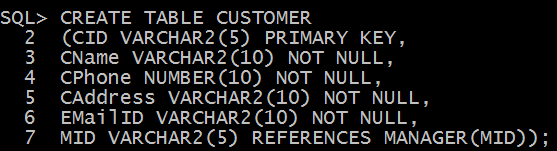 SQL> CREATE TABLE CUSTOMER
2 (CID VARCHAR2(5) PRIMARY KEY,
3 CName VARCHAR2(10) NOT NULL,
4 CPhone NUMBER(10) NOT NULL,
5 CAddress VARCHAR2(10) NOT NULL,
6 EMailID VARCHAR2(10) NOT NULL,
7 MID VARCHAR2(5) REFERENCES MANAGER(MID));